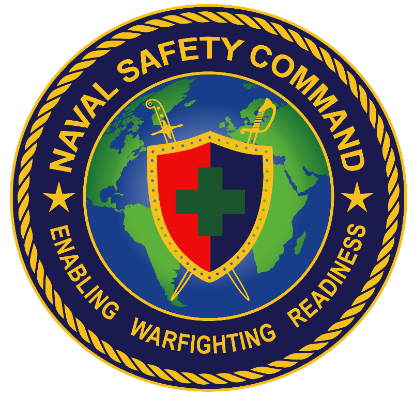 NAVAL SAFETY COMMAND
ENABLING WARFIGHTING READINESS